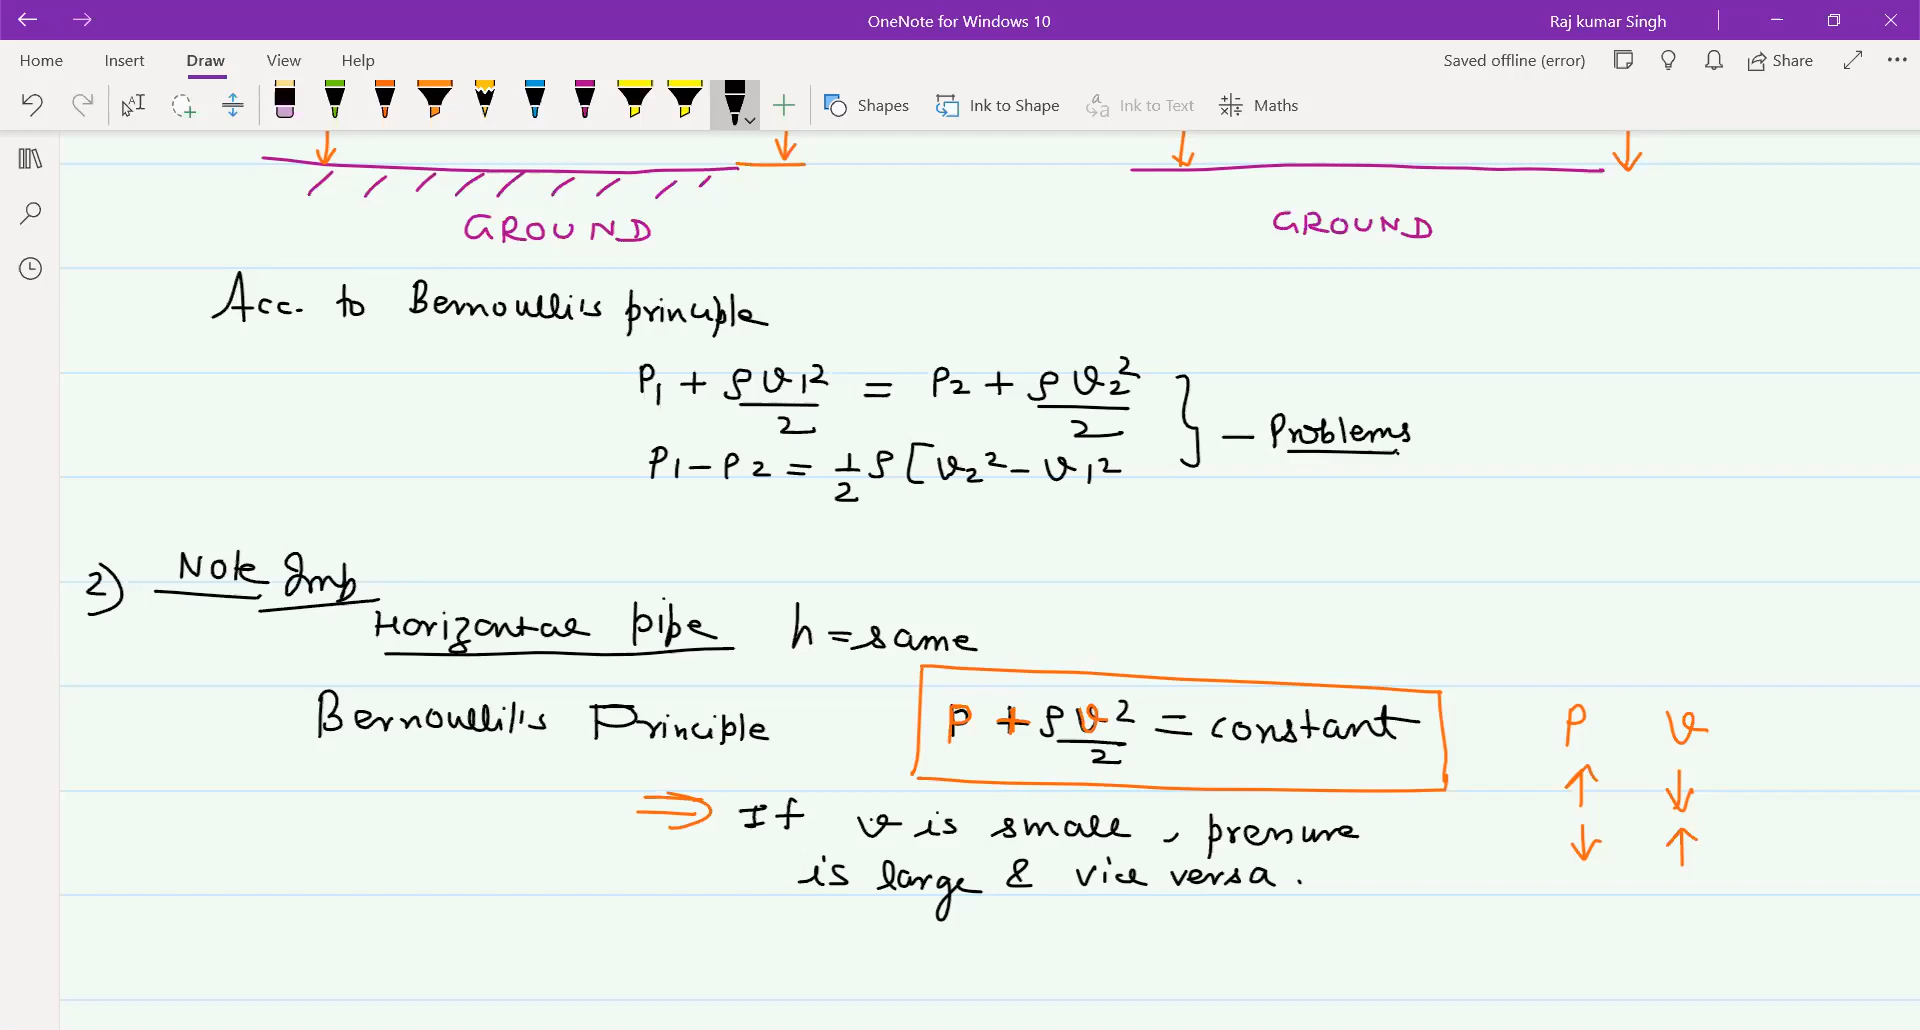 OneNote for Windows 10
Raj kumar Singh
Home Insert Draw View Help
Saved offline (error) Share
Shapes Ink to Shape Ink to Text Maths
GROUND GROUND
Acc. to Bernoulli's principle
P₁ + ρv₁²/2 = P₂ + ρv₂²/2
P₁ - P₂ = 1/2 ρ [v₂² - v₁²
} - Problems
2) Note Imp
Horizontal pipe h = same
Bernoullili's Principle P + ρv²/2 = constant P v
⇒ If v is small, pressure ↑ ↓
is large & vice versa. ↓ ↑